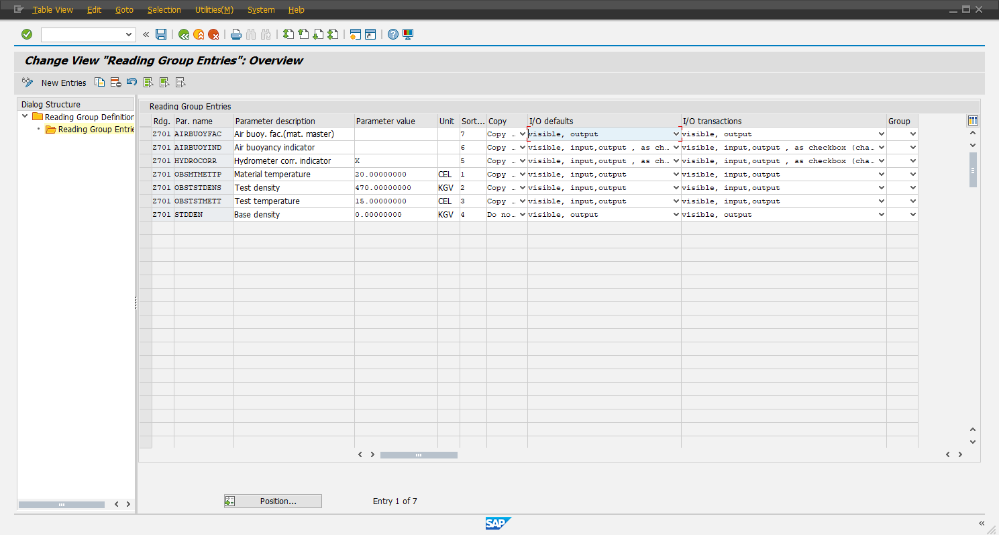 Table View Edit Goto Selection Utilities(M) System Help
Change View "Reading Group Entries": Overview
New Entries
Dialog Structure
Reading Group Definition
Reading Group Entrie
Reading Group Entries
Rdg. Par. name Parameter description Parameter value Unit Sort... Copy I/O defaults I/O transactions Group
Z701 AIRBUOYFAC Air buoy. fac.(mat. master) 7 Copy … visible, output visible, output
Z701 AIRBUOYIND Air buoyancy indicator 6 Copy … visible, input,output , as ch… visible, input,output , as checkbox (cha…
Z701 HYDROCORR Hydrometer corr. indicator X 5 Copy … visible, input,output , as ch… visible, input,output , as checkbox (cha…
Z701 OBSMTMETTP Material temperature 20.00000000 CEL 1 Copy … visible, input,output visible, input,output
Z701 OBSTSTDENS Test density 470.00000000 KGV 2 Copy … visible, input,output visible, input,output
Z701 OBSTSTMETT Test temperature 15.00000000 CEL 3 Copy … visible, input,output visible, input,output
Z701 STDDEN Base density 0.00000000 KGV 4 Do no… visible, output visible, output
Position... Entry 1 of 7
SAP